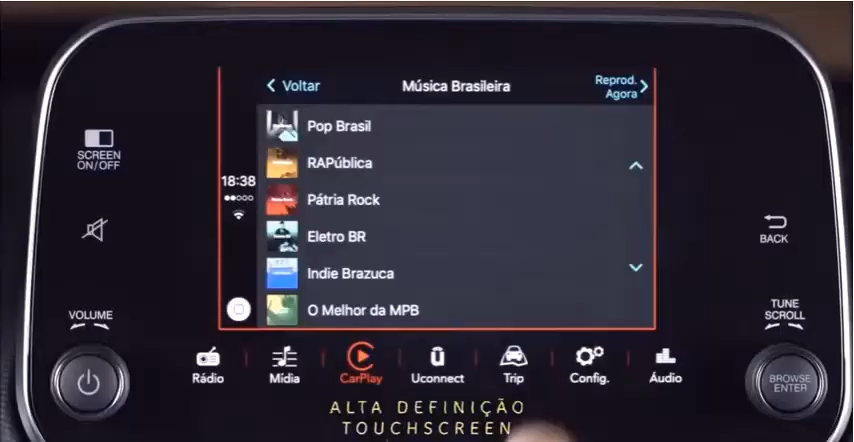 Voltar
Música Brasileira
Reprod.
Agora
Pop Brasil
RAPública
Pátria Rock
Eletro BR
Indie Brazuca
O Melhor da MPB
18:38
SCREEN
ON/OFF
BACK
VOLUME
TUNE
SCROLL
BROWSE
ENTER
Rádio
Mídia
CarPlay
Uconnect
Trip
Config.
Áudio
ALTA DEFINIÇÃO
TOUCHSCREEN